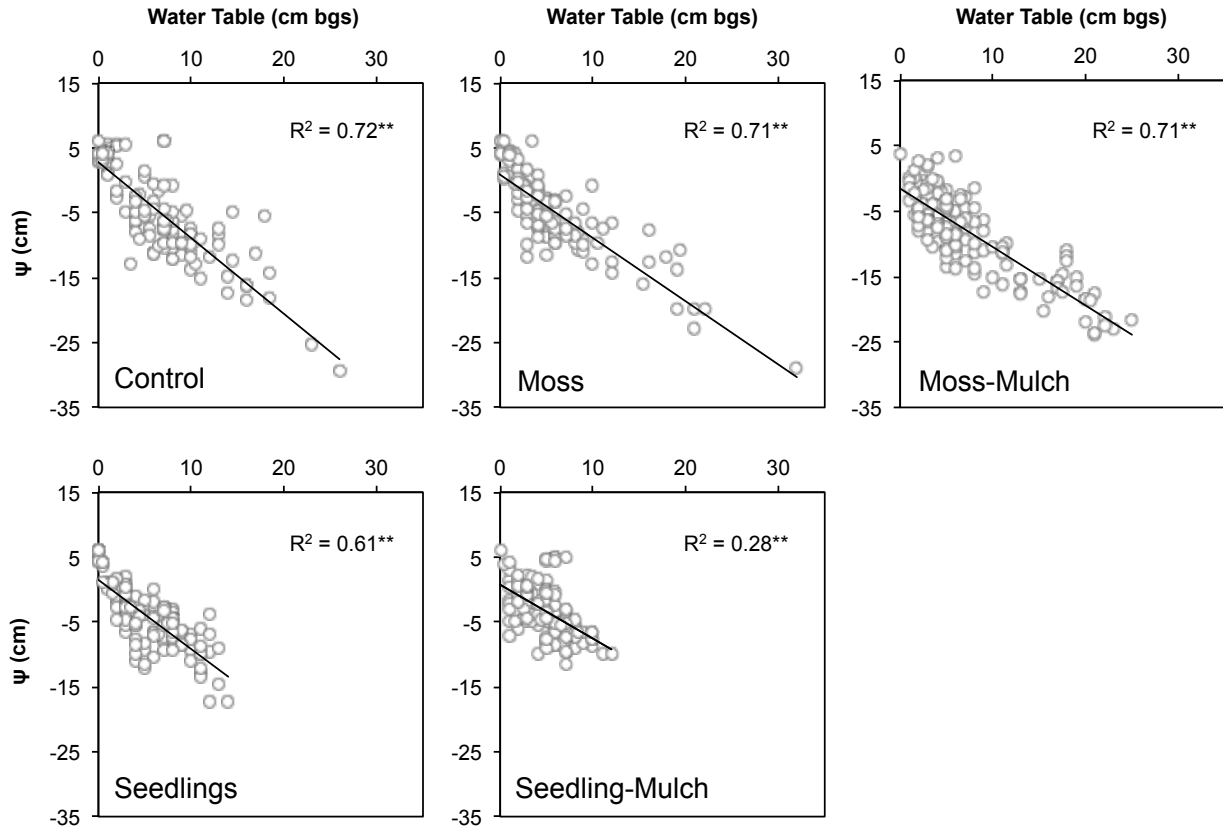 Water Table (cm bgs) Water Table (cm bgs) Water Table (cm bgs)
0 10 20 30 0 10 20 30 0 10 20 30
15 15 15
R² = 0.72** R² = 0.71** R² = 0.71**
5 5 5
-5 -5 -5
Ψ (cm)
-15 -15 -15
-25 -25 -25
Control Moss Moss-Mulch
-35 -35 -35
0 10 20 30 0 10 20 30
15 15
R² = 0.61** R² = 0.28**
5 5
-5 -5
Ψ (cm)
-15 -15
-25 -25
Seedlings Seedling-Mulch
-35 -35